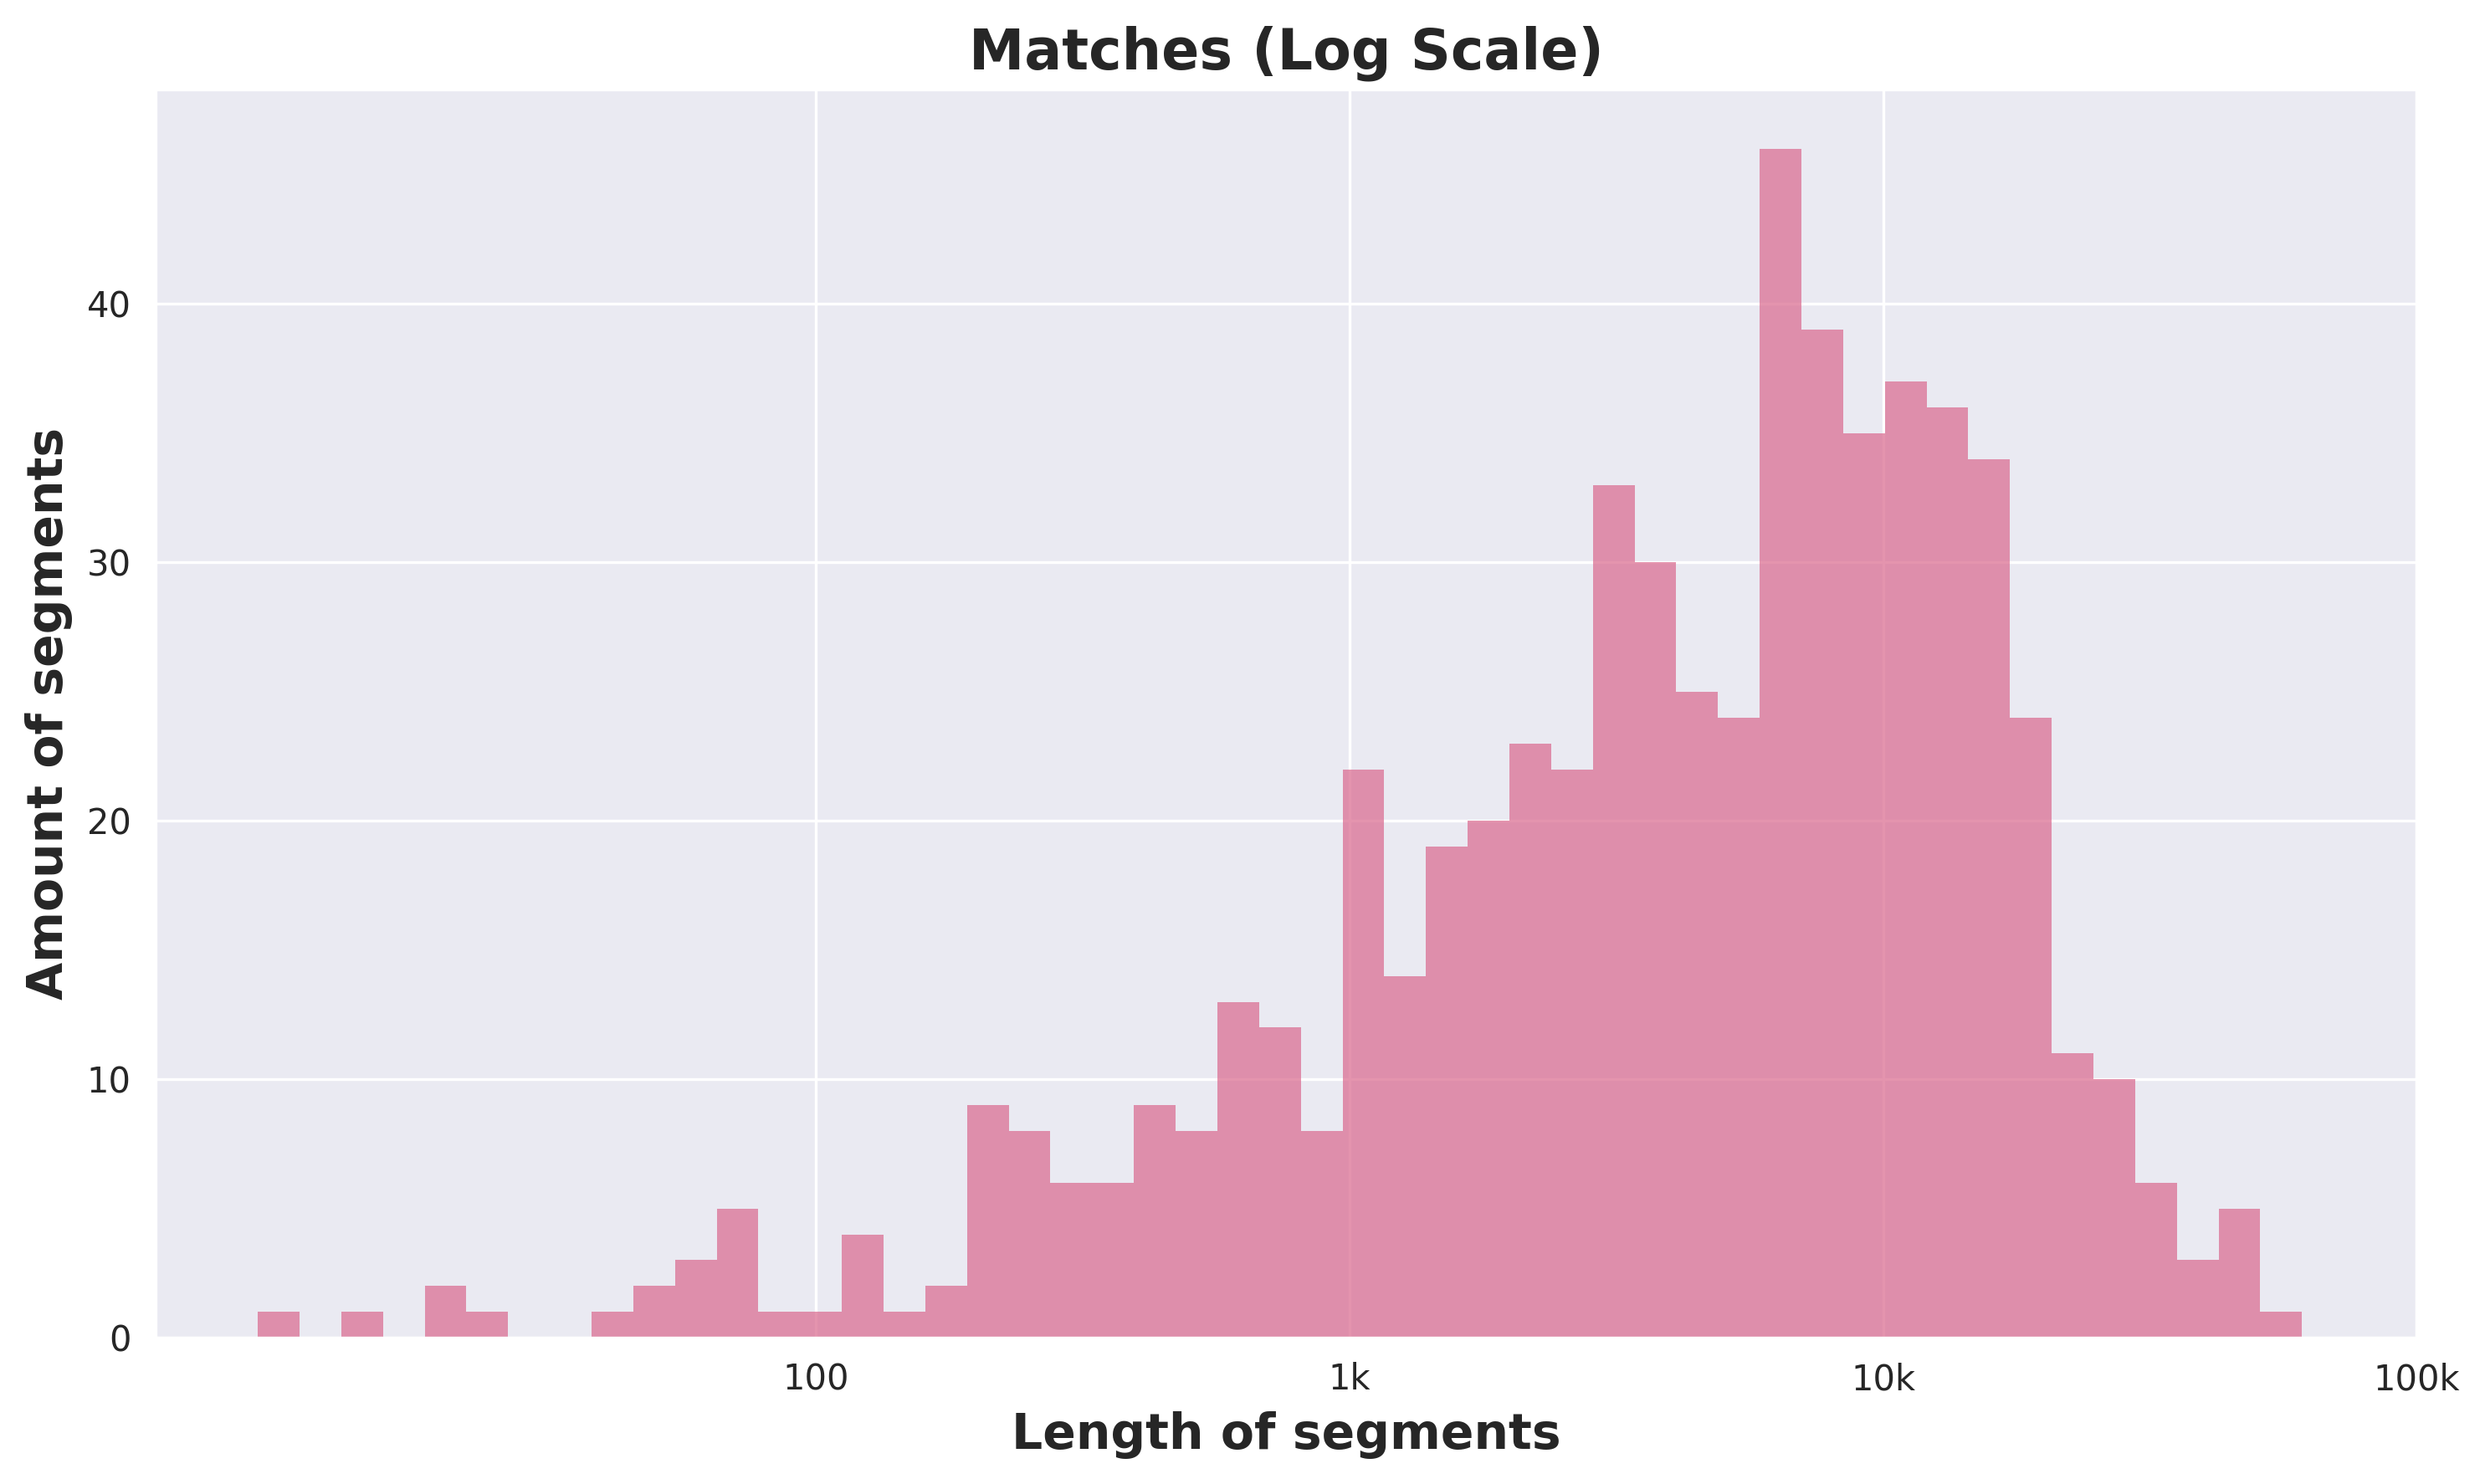 Matches (Log Scale)
Amount of segments
40
30
20
10
0
100
1k
10k
100k
Length of segments